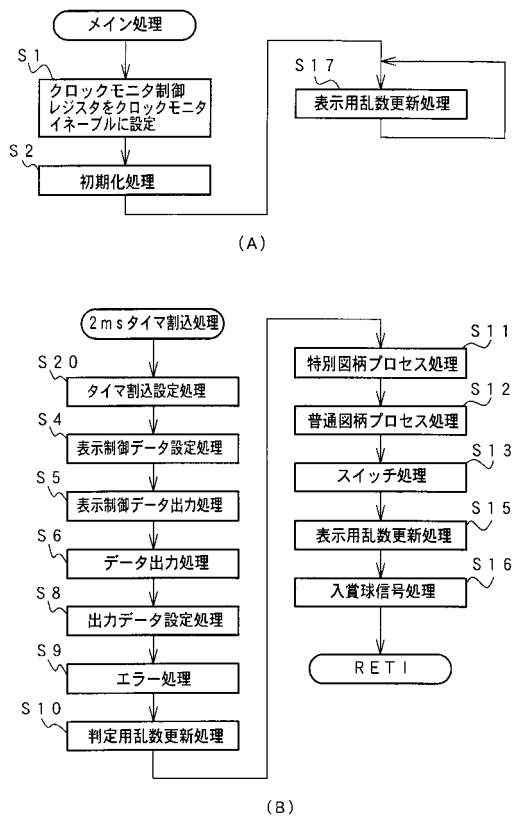 メイン処理
S1
クロックモニタ制御
レジスタをクロックモニタ
イネーブルに設定
S2
初期化処理
S17
表示用乱数更新処理
(A)
2msタイマ割込処理
S20
タイマ割込設定処理
S4
表示制御データ設定処理
S5
表示制御データ出力処理
S6
データ出力処理
S8
出力データ設定処理
S9
エラー処理
S10
判定用乱数更新処理
S11
特別図柄プロセス処理
S12
普通図柄プロセス処理
S13
スイッチ処理
S15
表示用乱数更新処理
S16
入賞球信号処理
RETI
(B)